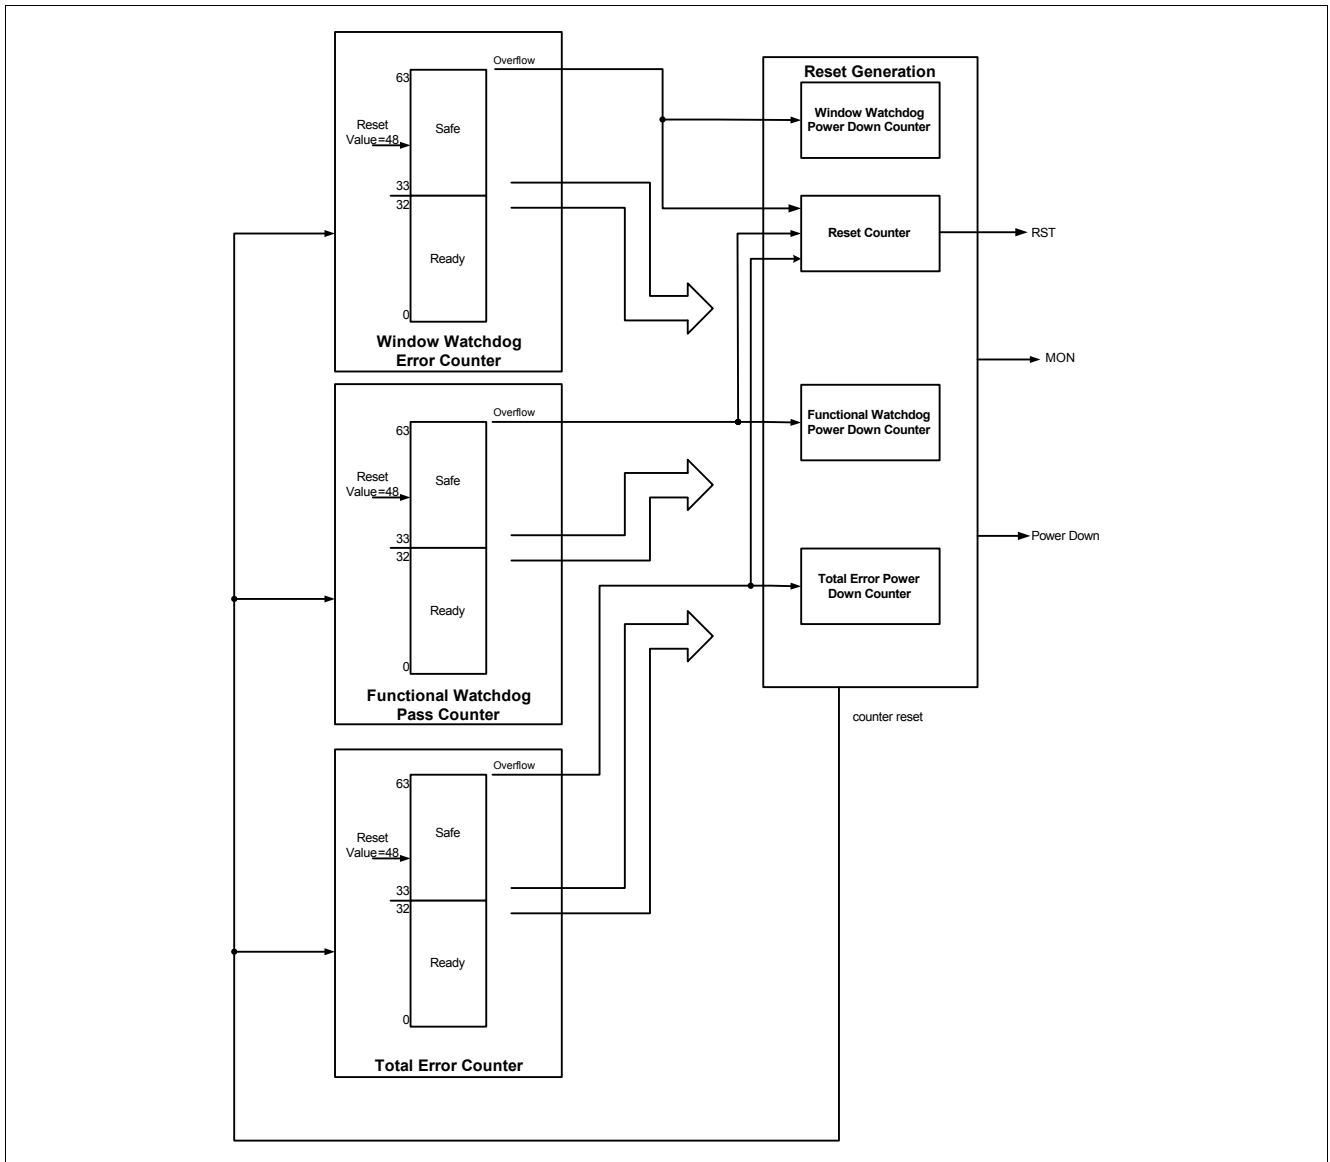 Overflow
63
Safe
Reset
Value=48
33
32
Ready
0
Window Watchdog
Error Counter
Overflow
63
Safe
Reset
Value=48
33
32
Ready
0
Functional Watchdog
Pass Counter
Overflow
63
Safe
Reset
Value=48
33
32
Ready
0
Total Error Counter
Reset Generation
Window Watchdog
Power Down Counter
Reset Counter
RST
MON
Functional Watchdog
Power Down Counter
Power Down
Total Error Power
Down Counter
counter reset